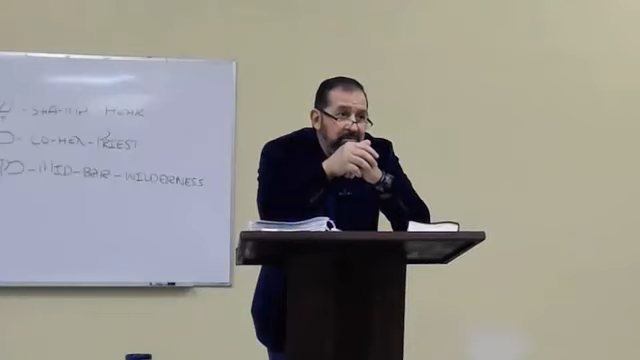 - SHA-MA HEAR
- CO-HEN - PRIEST
- MID-BAR - WILDERNESS